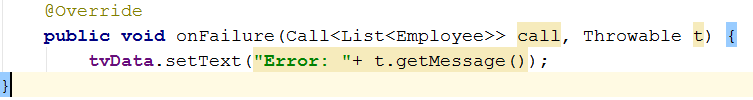 @Override
public void onFailure(Call<List<Employee>> call, Throwable t) {
tvData.setText("Error: "+ t.getMessage());
}